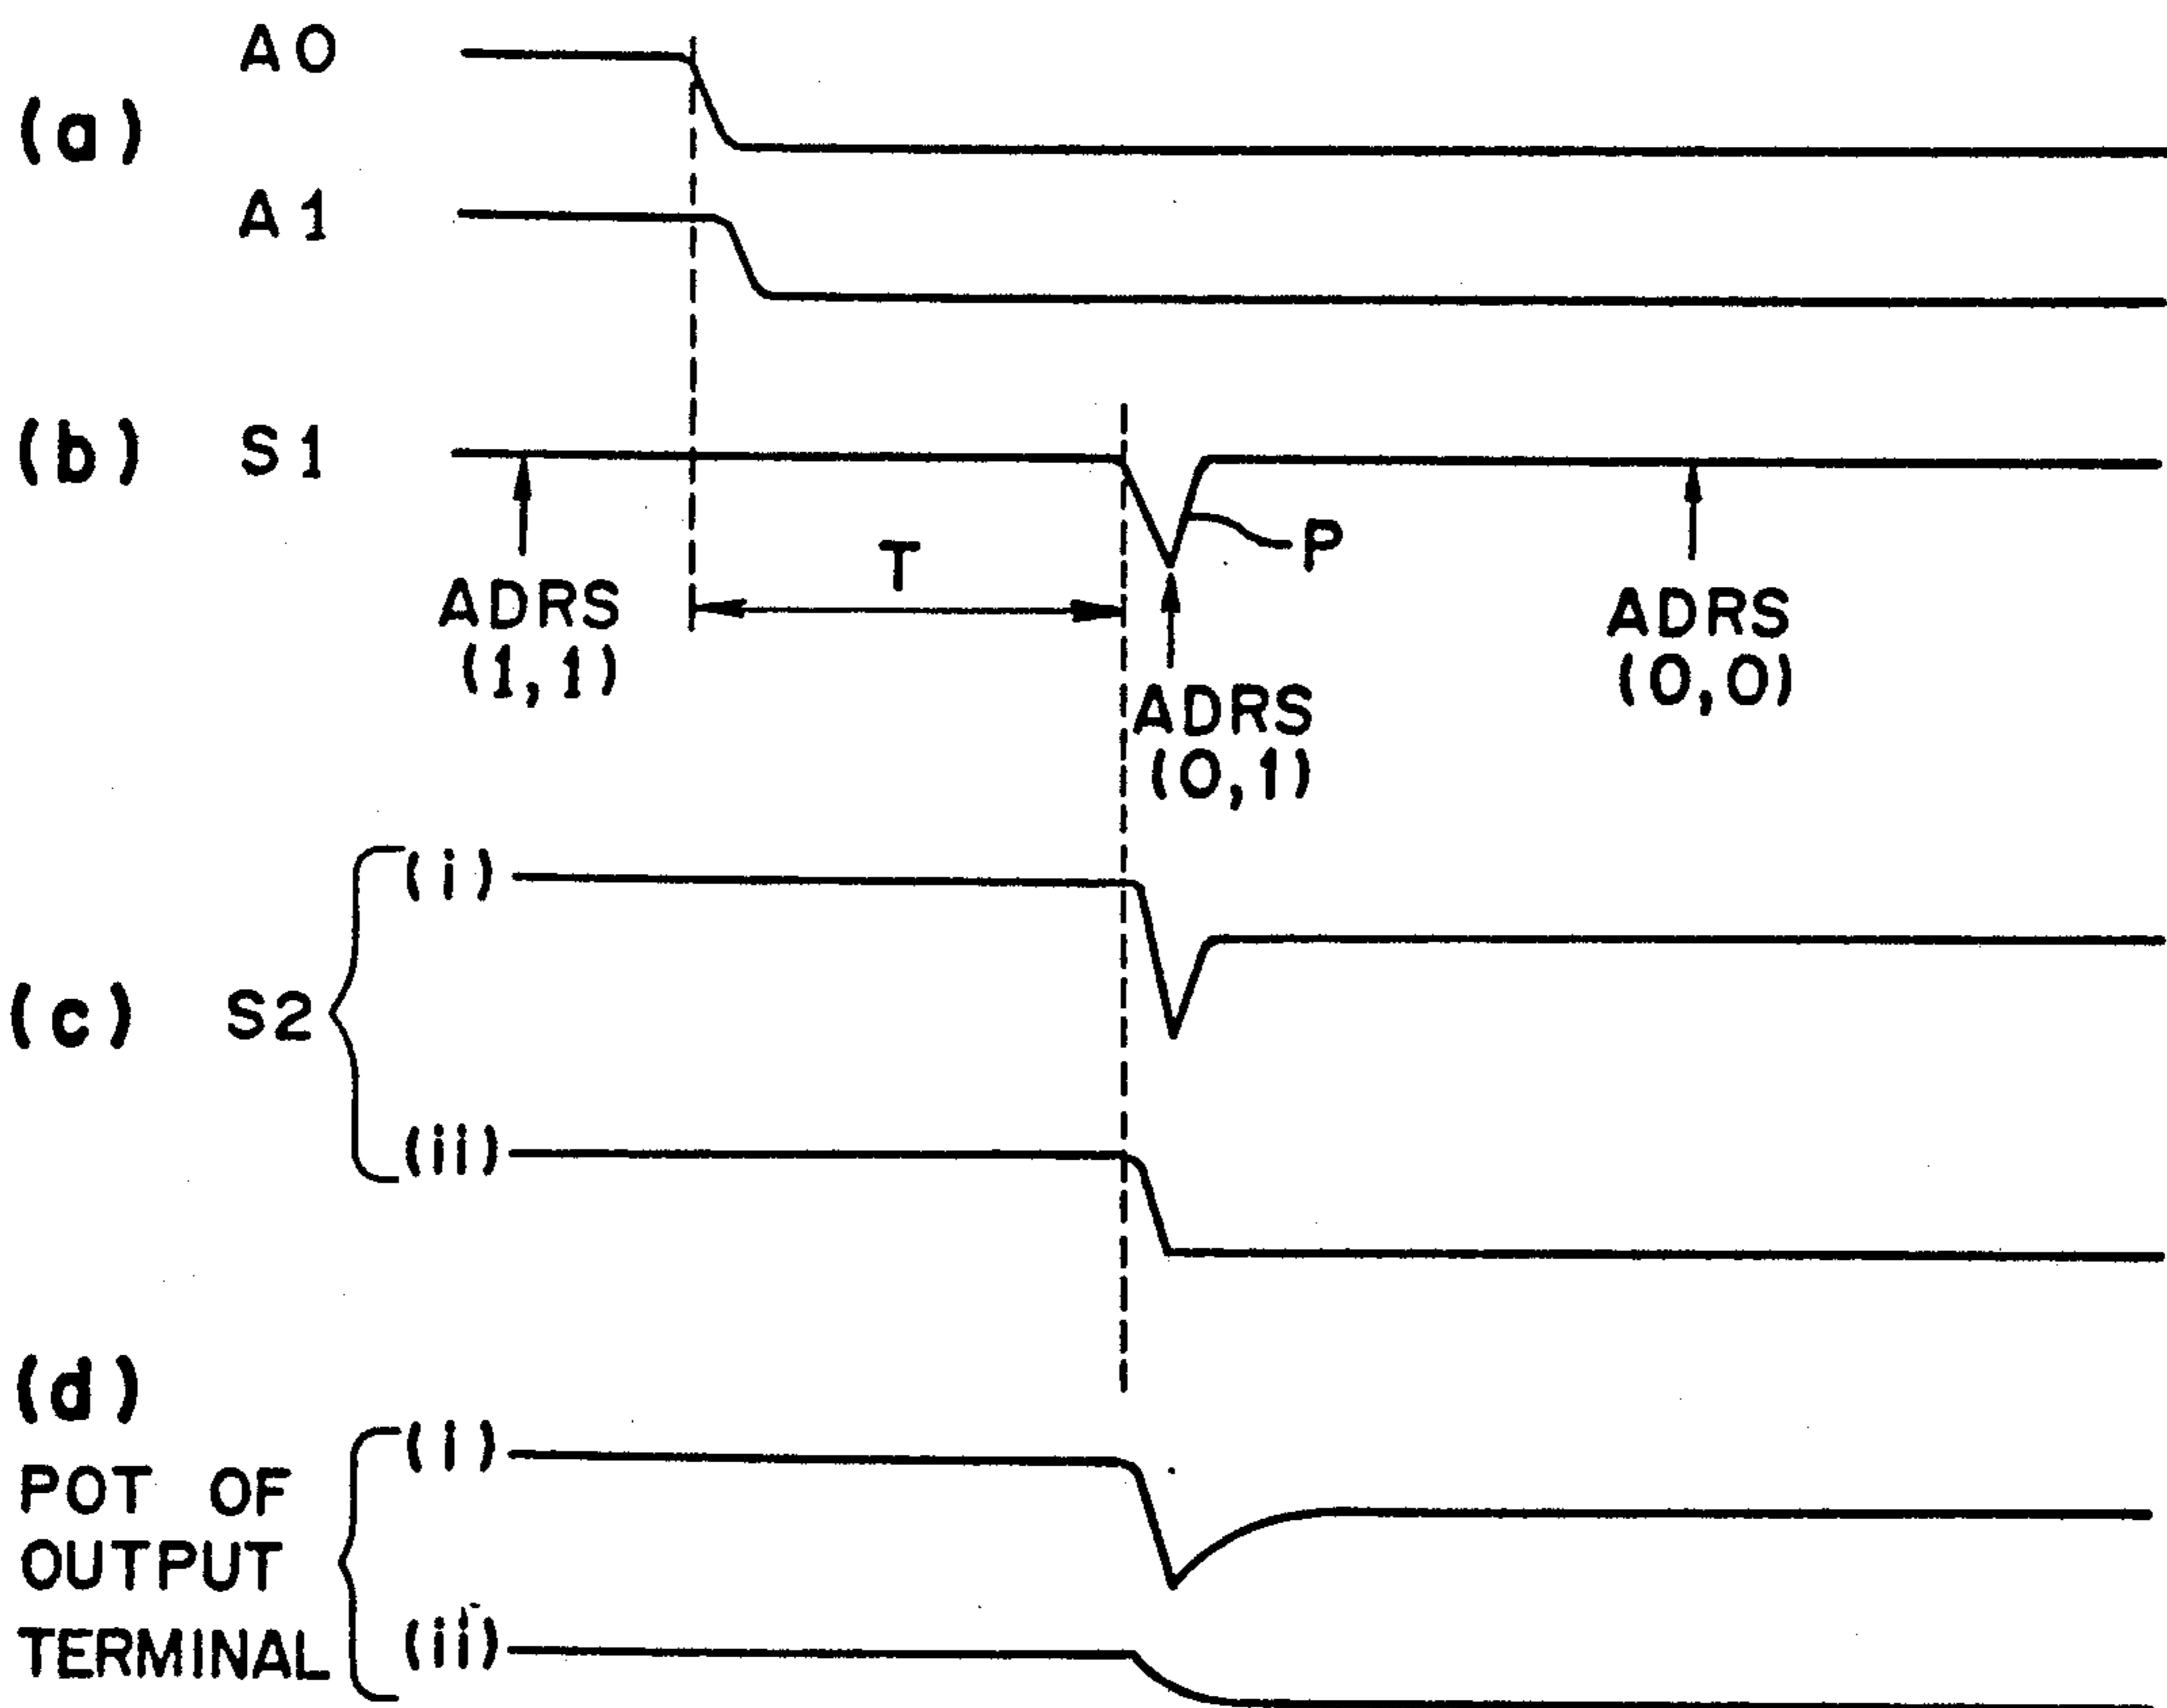 A0
(a)
A1
(b) S1
P
T
ADRS
(1,1)
ADRS
(0,0)
ADRS
(0,1)
(i)
(c) S2
(ii)
(d)
(i)
POT OF
OUTPUT
TERMINAL
(ii)